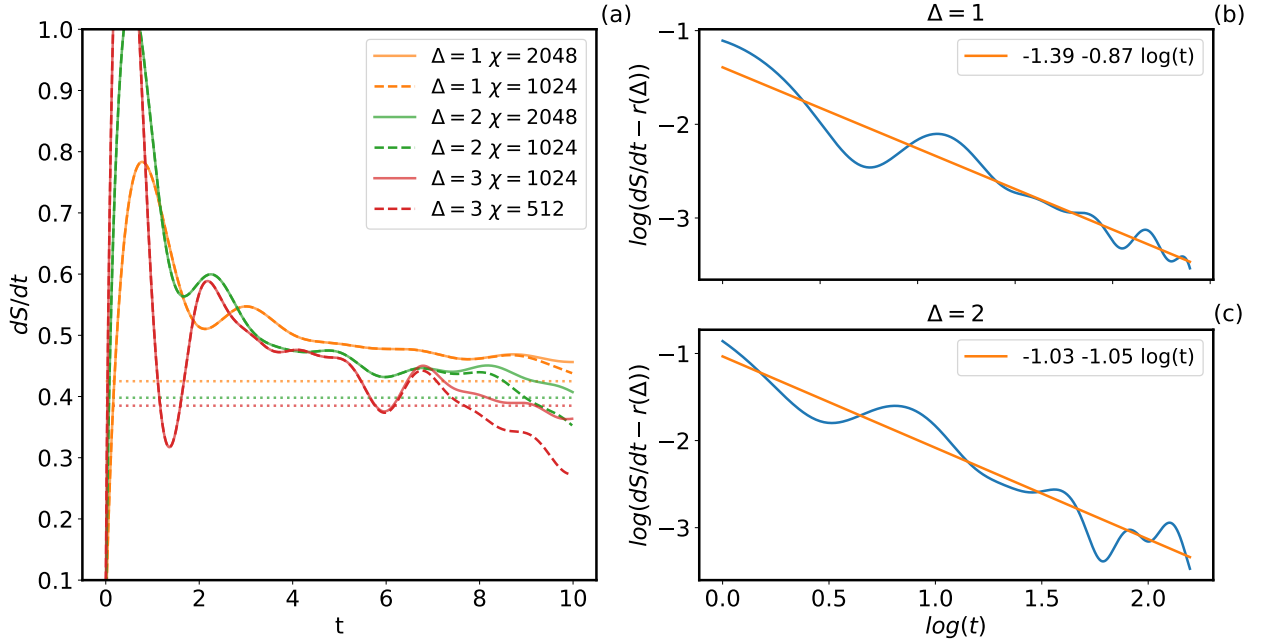 (a)
1.0
0.9
0.8
0.7
0.6
0.5
0.4
0.3
0.2
0.1
dS/dt
0 2 4 6 8 10
t
Δ = 1 χ = 2048
Δ = 1 χ = 1024
Δ = 2 χ = 2048
Δ = 2 χ = 1024
Δ = 3 χ = 1024
Δ = 3 χ = 512
Δ = 1
(b)
−1
−2
−3
log(dS/dt − r(Δ))
-1.39 -0.87 log(t)
Δ = 2
(c)
−1
−2
−3
log(dS/dt − r(Δ))
-1.03 -1.05 log(t)
0.0 0.5 1.0 1.5 2.0
log(t)